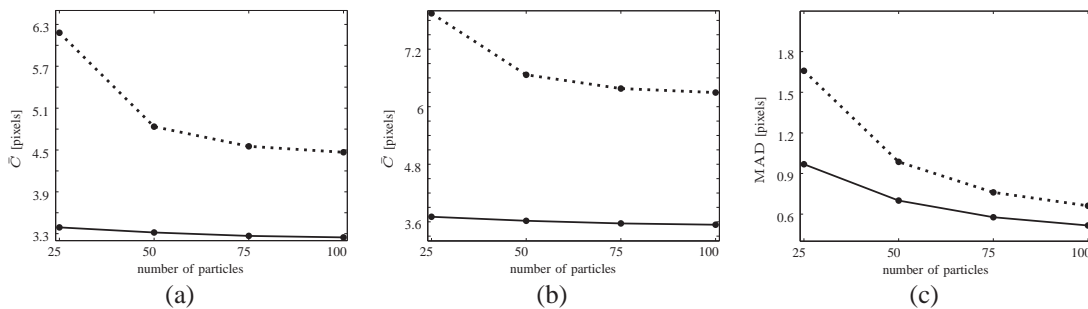 6.3
5.7
5.1
4.5
3.9
3.3
C̄ [pixels]
25 50 75 100
number of particles
(a)
7.2
6
4.8
3.6
C̄ [pixels]
25 50 75 100
number of particles
(b)
1.8
1.5
1.2
0.9
0.6
MAD [pixels]
25 50 75 100
number of particles
(c)